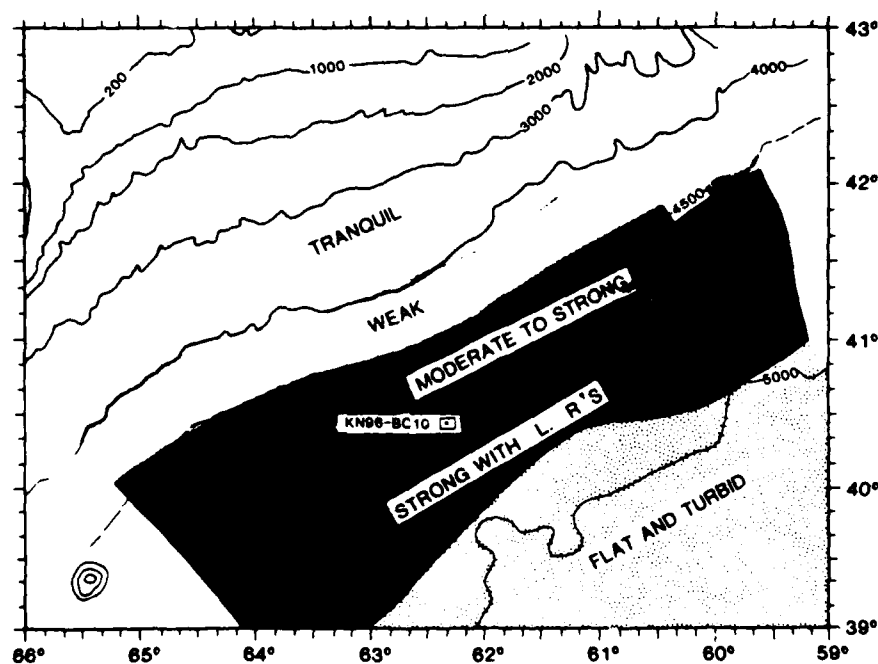 43°
200
1000
2000
4000
3000
42°
4500
TRANQUIL
MODERATE TO STRONG
WEAK
41°
5000
KN96-BC10
STRONG WITH L. R'S
40°
FLAT AND TURBID
39°
66° 65° 64° 63° 62° 61° 60° 59°